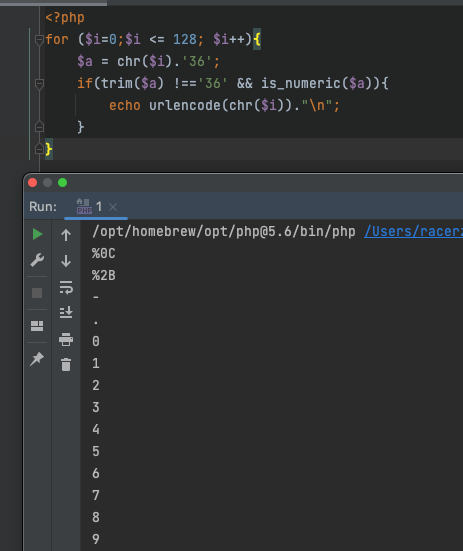 <?php
for ($i=0;$i <= 128; $i++){
    $a = chr($i).'36';
    if(trim($a) !=='36' && is_numeric($a)){
        echo urlencode(chr($i))."\n";
    }
}
Run: 1
/opt/homebrew/opt/php@5.6/bin/php /Users/racerz
%0C
%2B
-
.
0
1
2
3
4
5
6
7
8
9